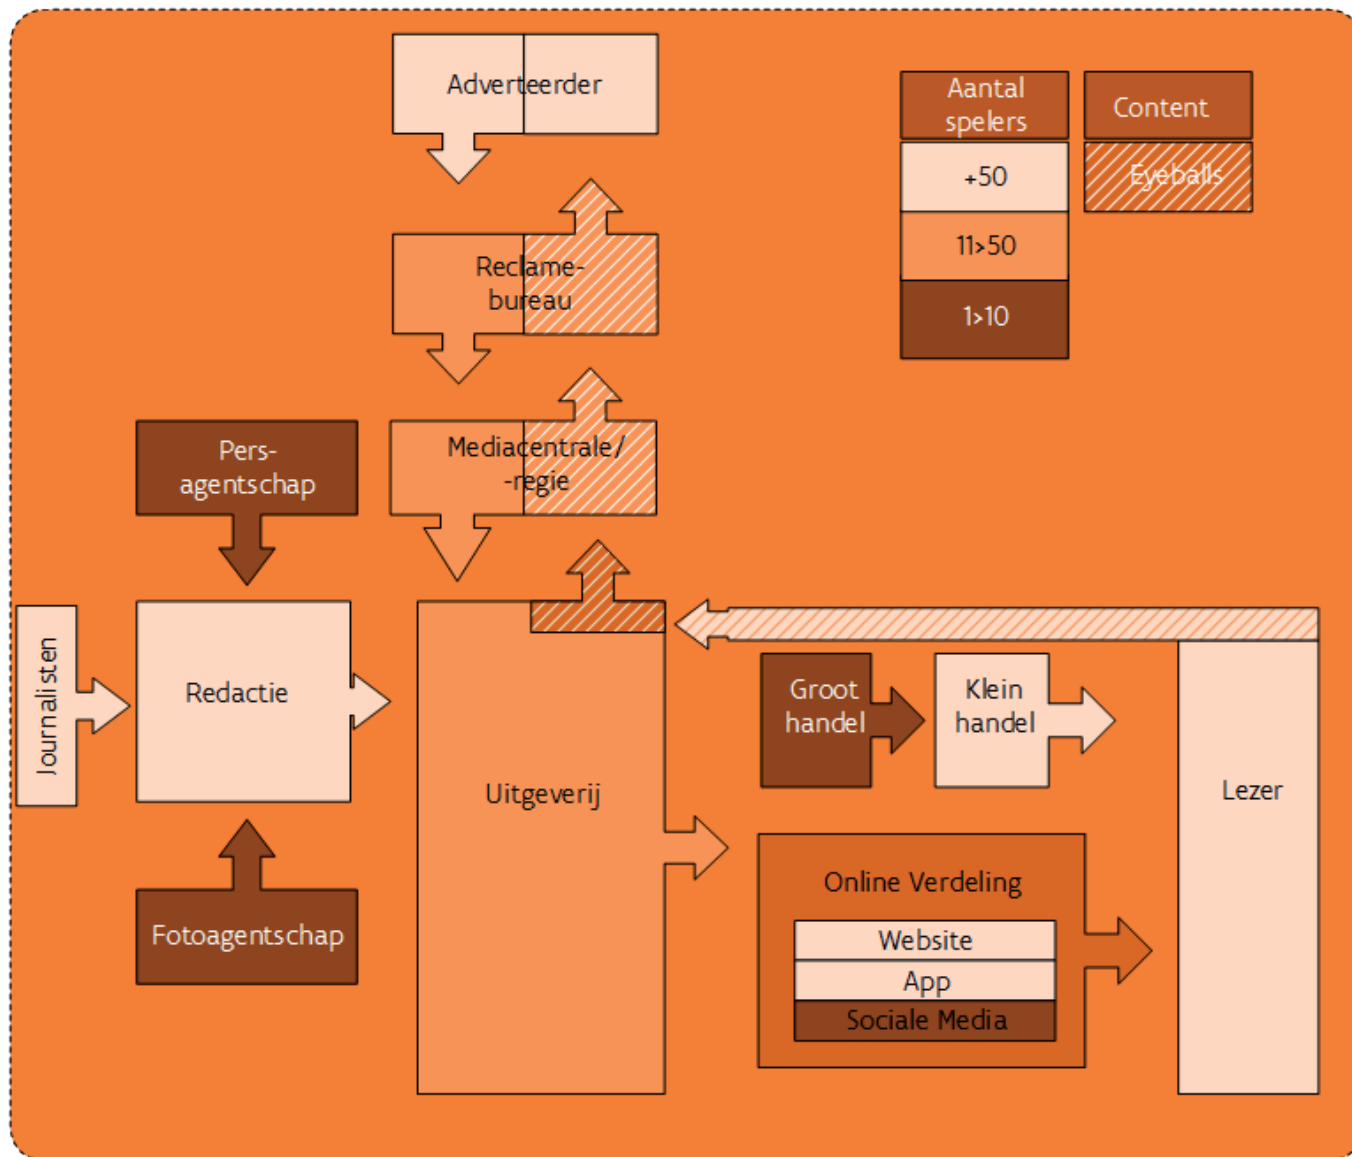 Adverteerder
Aantal
spelers
Content
+50
Eyeballs
11>50
1>10
Reclame-
bureau
Pers-
agentschap
Mediacentrale/
-regie
Journalisten
Redactie
Uitgeverij
Groot
handel
Klein
handel
Lezer
Online Verdeling
Website
App
Sociale Media
Fotoagentschap